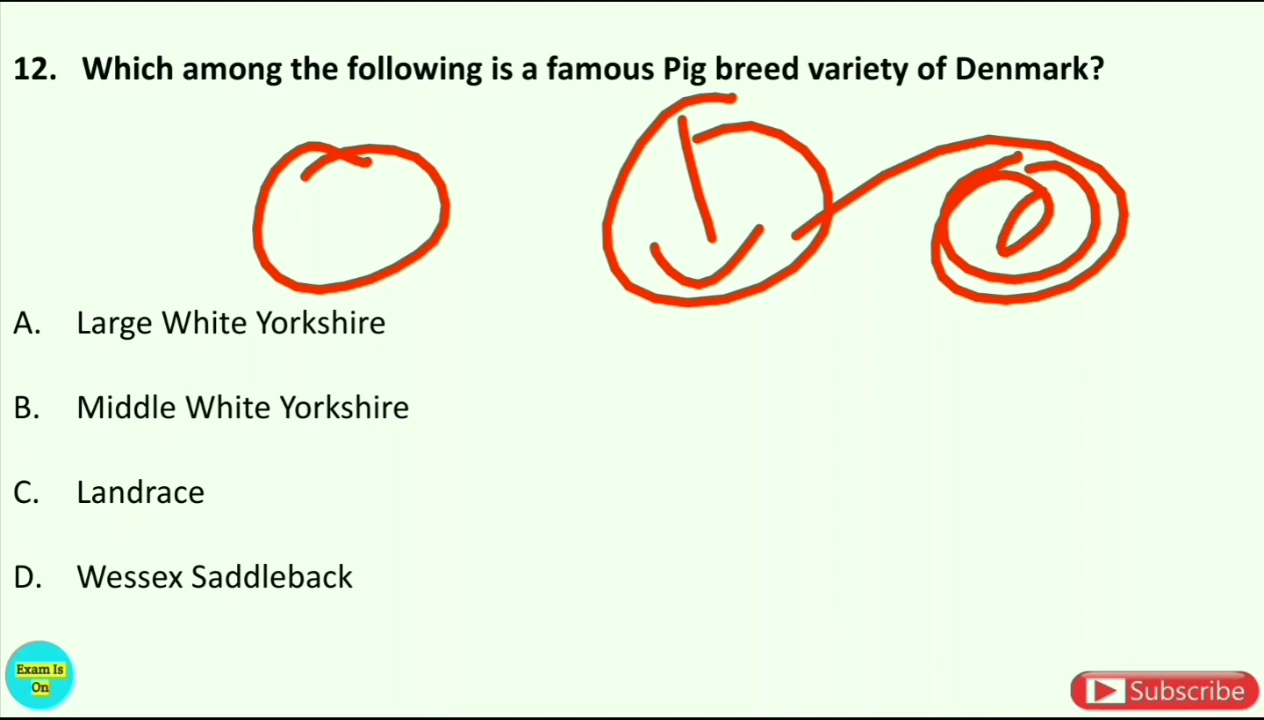 12. Which among the following is a famous Pig breed variety of Denmark?
A. Large White Yorkshire
B. Middle White Yorkshire
C. Landrace
D. Wessex Saddleback
Exam Is
On
Subscribe